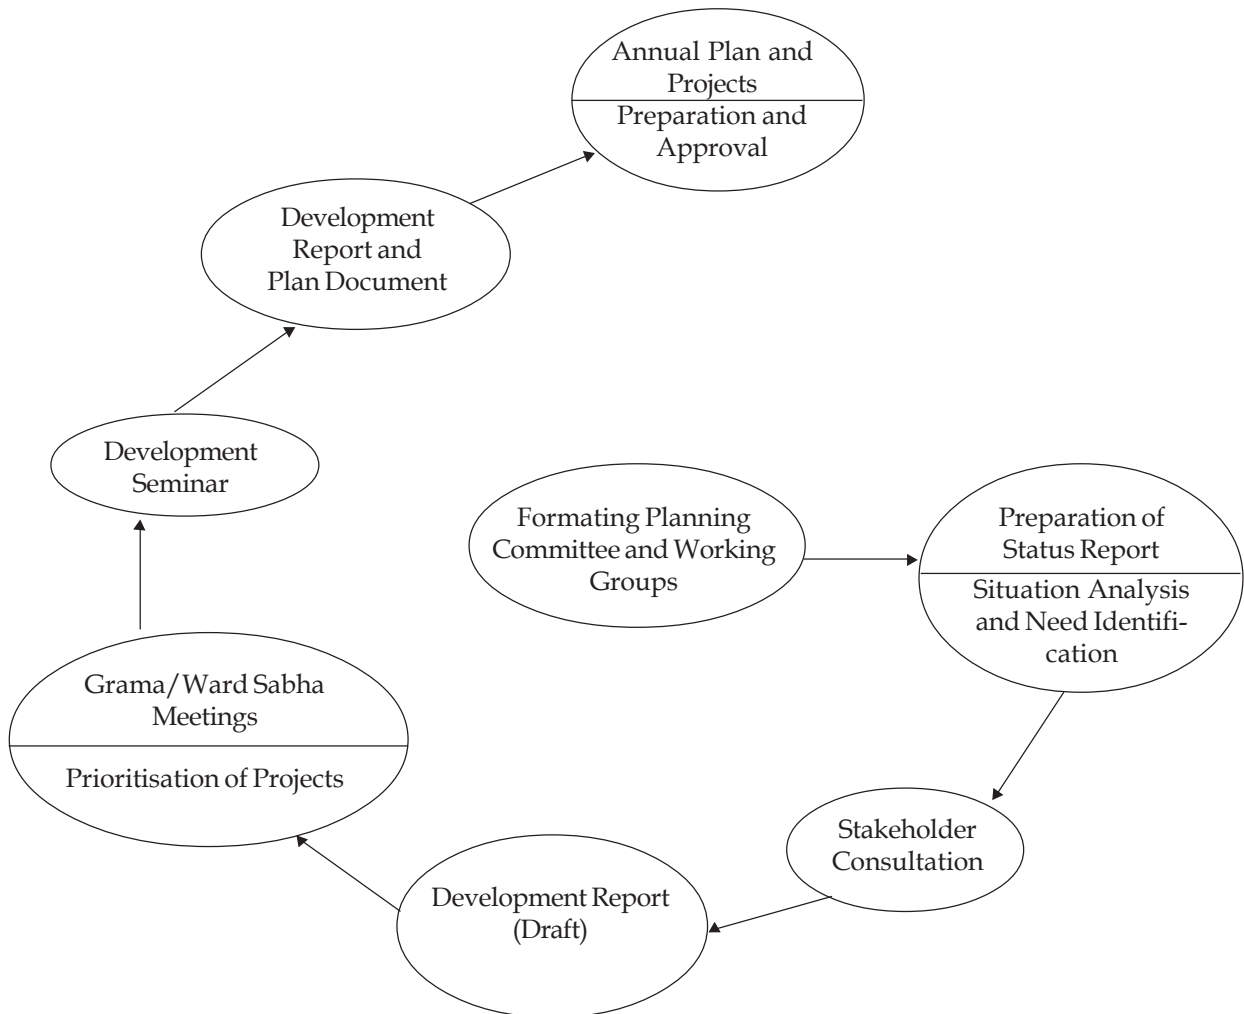 Annual Plan and
Projects
Preparation and
Approval
Development
Report and
Plan Document
Development
Seminar
Formating Planning
Committee and Working
Groups
Preparation of
Status Report
Situation Analysis
and Need Identifi-
cation
Grama/Ward Sabha
Meetings
Prioritisation of Projects
Stakeholder
Consultation
Development Report
(Draft)